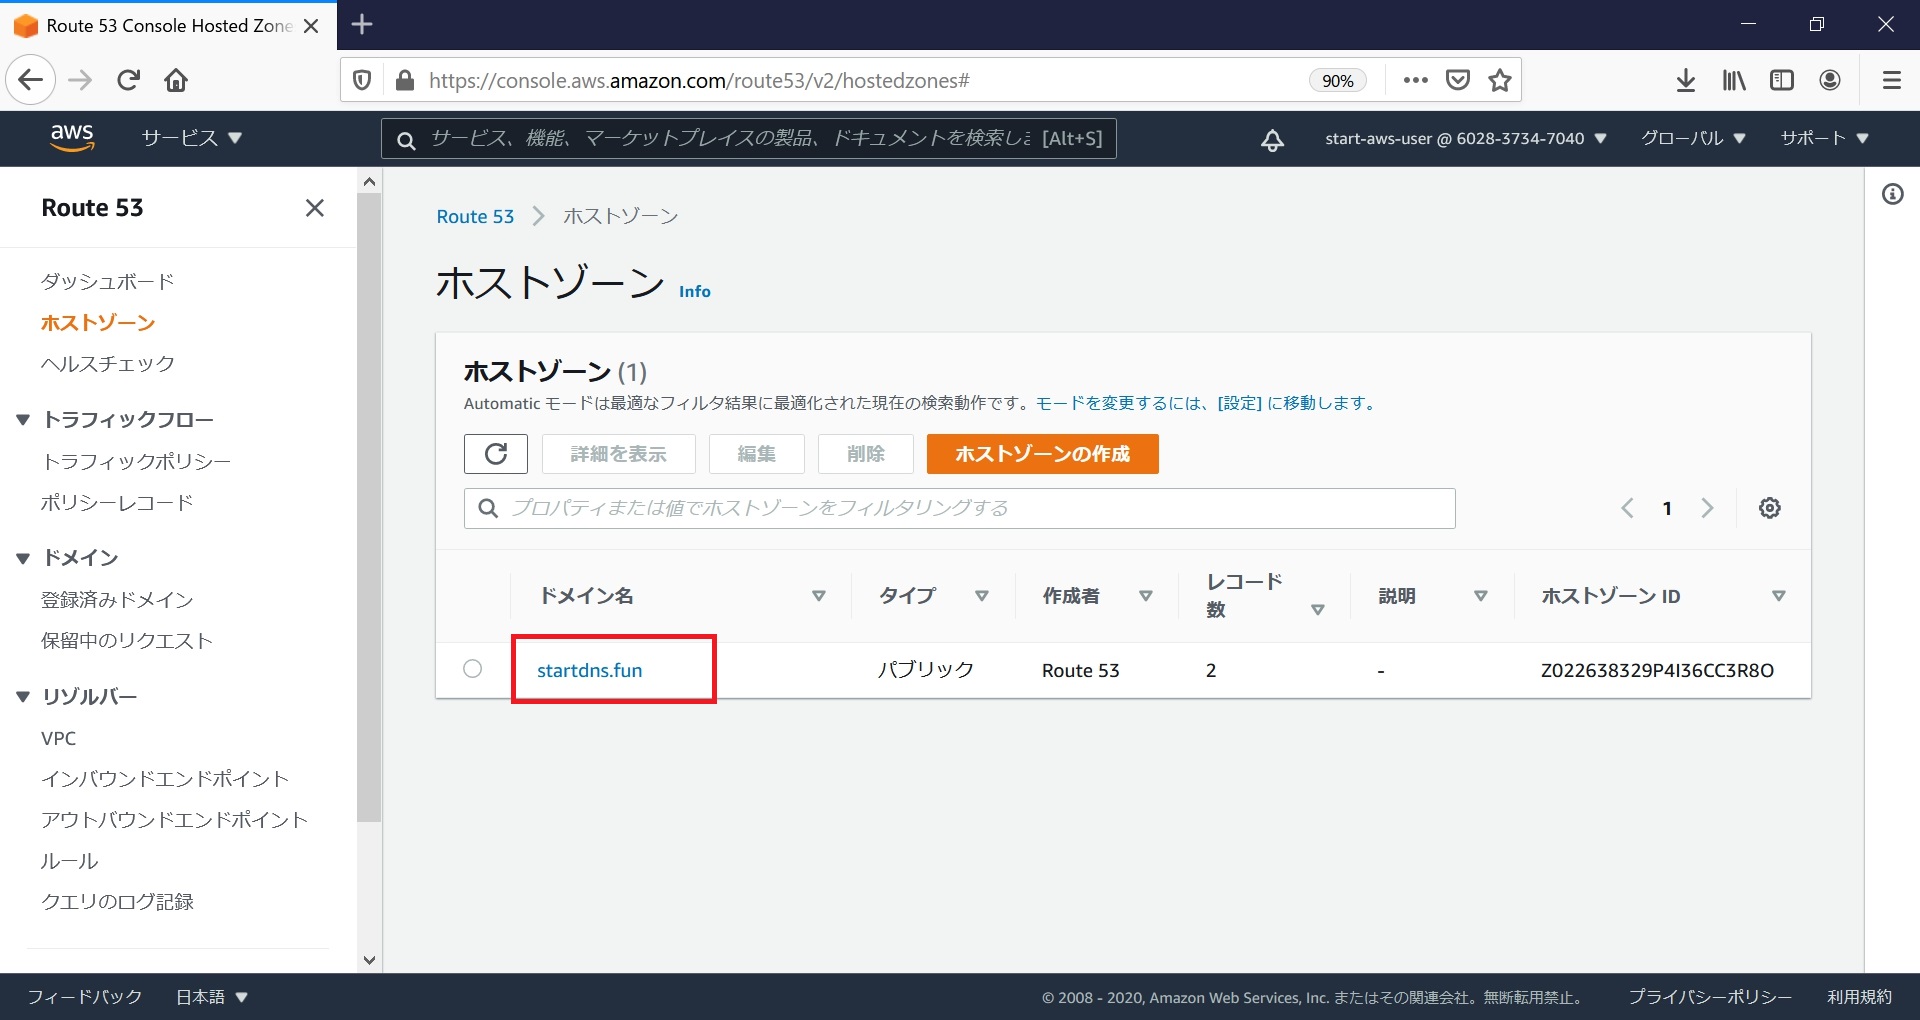 Route 53 Console Hosted Zone
https://console.aws.amazon.com/route53/v2/hostedzones#
90%
aws
サービス
サービス、機能、マーケットプレイスの製品、ドキュメントを検索しま [Alt+S]
start-aws-user @ 6028-3734-7040
グローバル
サポート
Route 53
ダッシュボード
ホストゾーン
ヘルスチェック
トラフィックフロー
トラフィックポリシー
ポリシーレコード
ドメイン
登録済みドメイン
保留中のリクエスト
リゾルバー
VPC
インバウンドエンドポイント
アウトバウンドエンドポイント
ルール
クエリのログ記録
Route 53 > ホストゾーン
ホストゾーン Info
ホストゾーン (1)
Automatic モードは最適なフィルタ結果に最適化された現在の検索動作です。モードを変更するには、[設定] に移動します。
詳細を表示 編集 削除 ホストゾーンの作成
プロパティまたは値でホストゾーンをフィルタリングする
1
ドメイン名 タイプ 作成者 レコード数 説明 ホストゾーン ID
startdns.fun パブリック Route 53 2 - Z022638329P4I36CC3R8O
フィードバック 日本語 © 2008 - 2020, Amazon Web Services, Inc. またはその関連会社。無断転用禁止。 プライバシーポリシー 利用規約